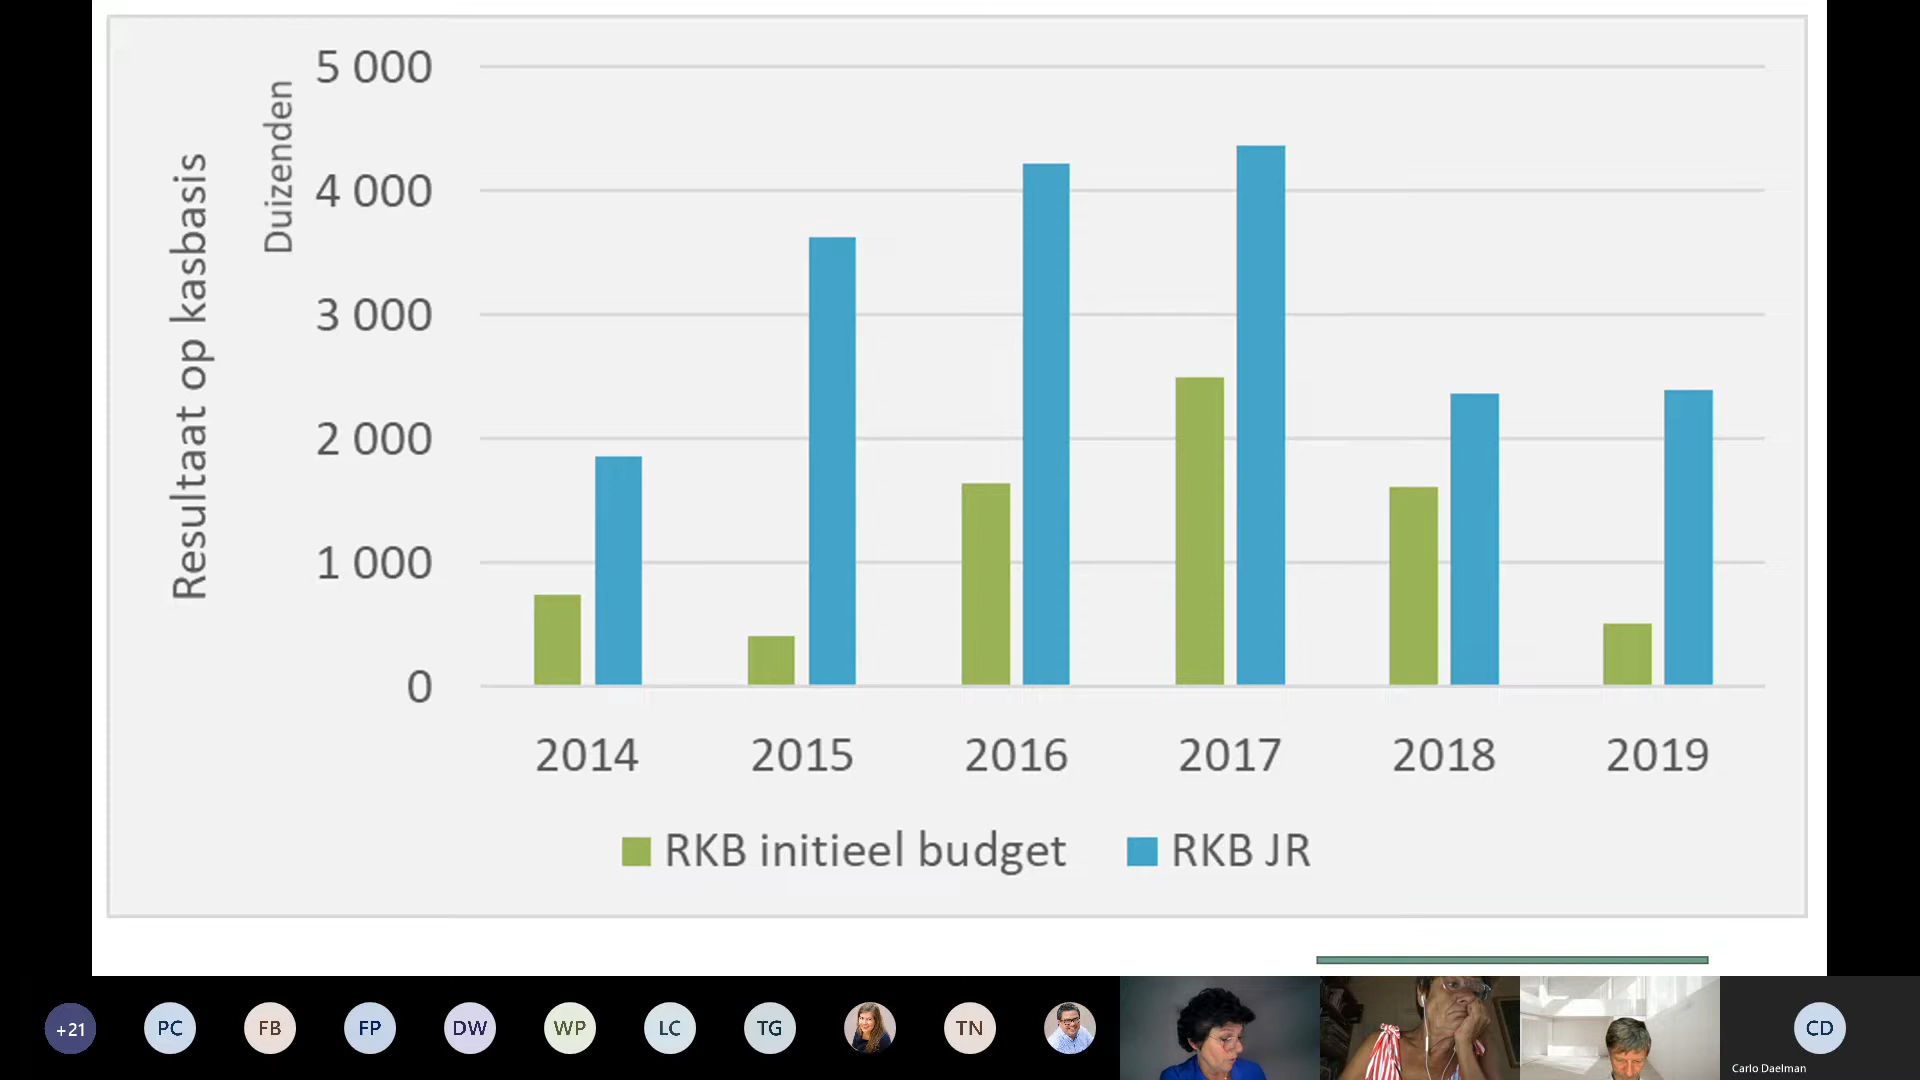 Resultaat op kasbasis
Duizenden
5 000
4 000
3 000
2 000
1 000
0
2014 2015 2016 2017 2018 2019
RKB initieel budget RKB JR
+21 PC FB FP DW WP LC TG TN CD
Carlo Daelman